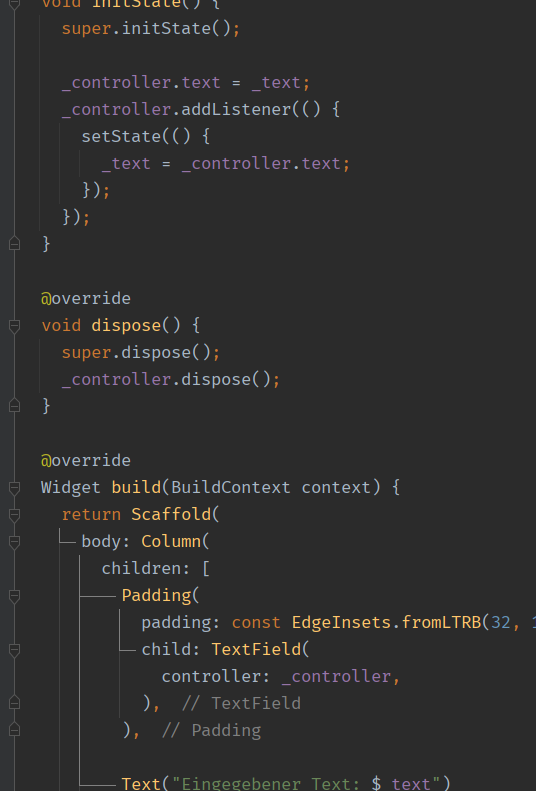 void initState() {
super.initState();
_controller.text = _text;
_controller.addListener(() {
setState(() {
_text = _controller.text;
});
});
}
@override
void dispose() {
super.dispose();
_controller.dispose();
}
@override
Widget build(BuildContext context) {
return Scaffold(
body: Column(
children: [
Padding(
padding: const EdgeInsets.fromLTRB(32,
child: TextField(
controller: _controller,
), // TextField
), // Padding
Text("Eingegebener Text: $_text")